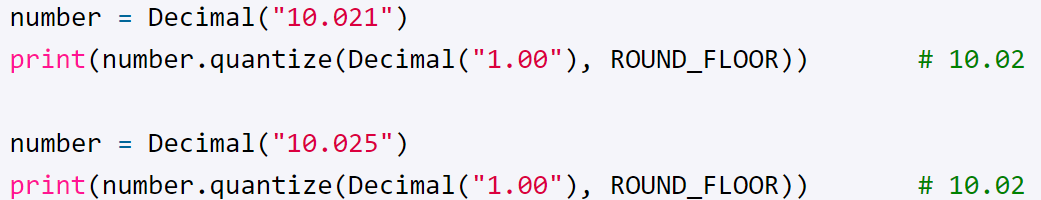 number = Decimal("10.021")
print(number.quantize(Decimal("1.00"), ROUND_FLOOR))       # 10.02
number = Decimal("10.025")
print(number.quantize(Decimal("1.00"), ROUND_FLOOR))       # 10.02